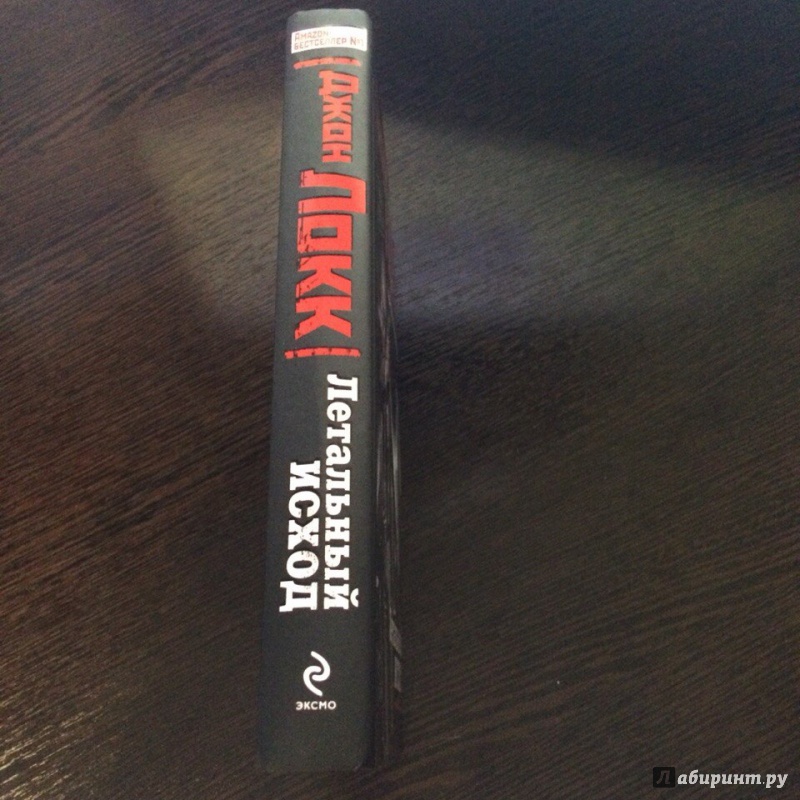 Amazon
бестселлер №1
Джон
Локк
Летальный
исход
эксмо
Лабиринт.ру